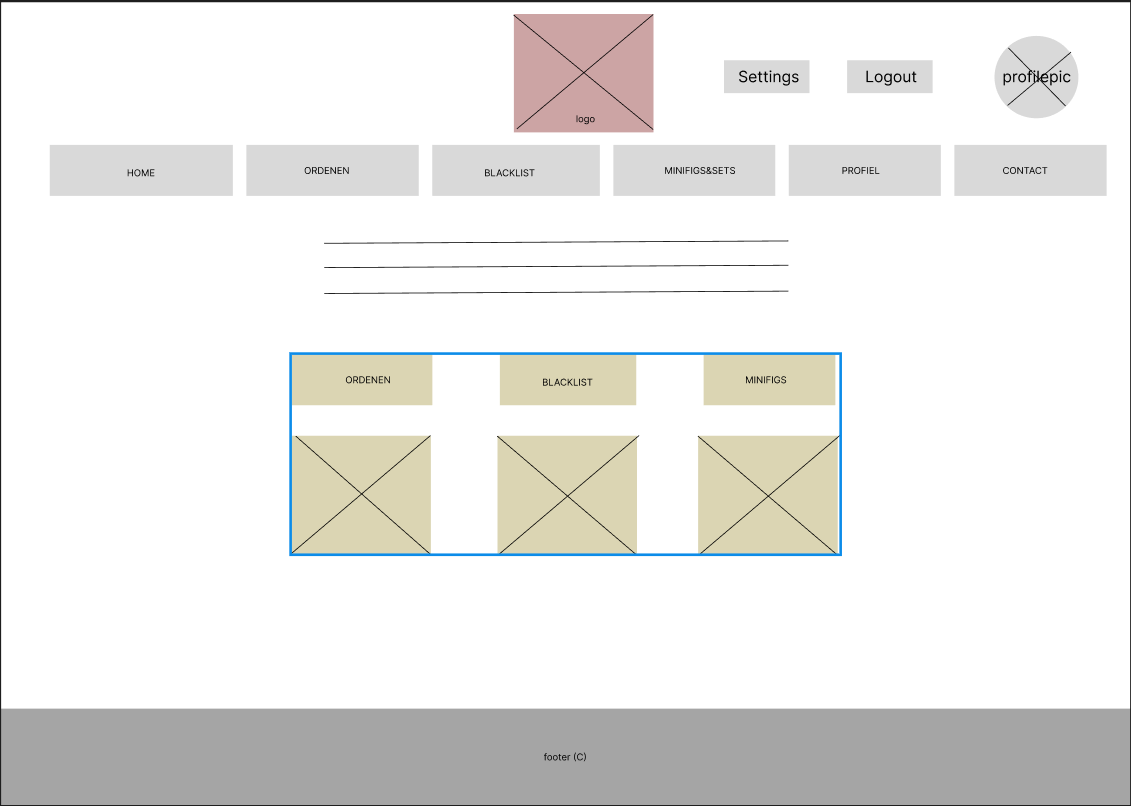 logo
Settings
Logout
profilepic
HOME
ORDENEN
BLACKLIST
MINIFIGS&SETS
PROFIEL
CONTACT
ORDENEN
BLACKLIST
MINIFIGS
footer (C)